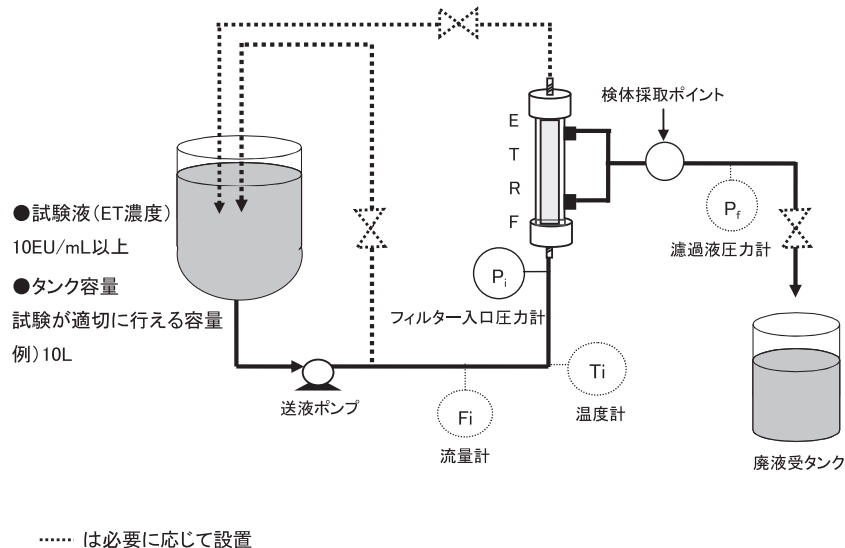 検体採取ポイント
E
T
R
F
●試験液(ET濃度)
10EU/mL以上
●タンク容量
試験が適切に行える容量
例)10L
Pf
濾過液圧力計
Pi
フィルター入口圧力計
Ti
温度計
送液ポンプ
Fi
流量計
廃液受タンク
は必要に応じて設置